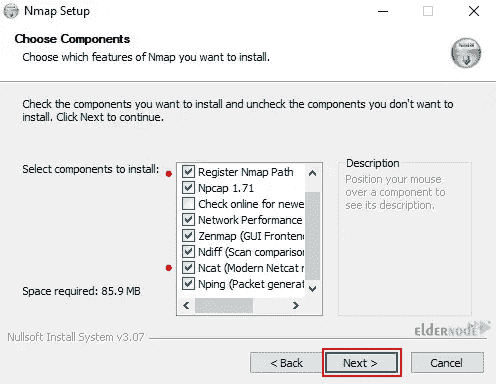 Nmap Setup
Choose Components
Choose which features of Nmap you want to install.
Check the components you want to install and uncheck the components you don't want to
install. Click Next to continue.
Select components to install:
Register Nmap Path
Npcap 1.71
Check online for newe
Network Performance
Zenmap (GUI Frontend
Ndiff (Scan comparisor
Ncat (Modern Netcat r
Nping (Packet generat
Description
Position your mouse
over a component to
see its description.
Space required: 85.9 MB
ELDERNODE
Nullsoft Install System v3.07
< Back
Next >
Cancel